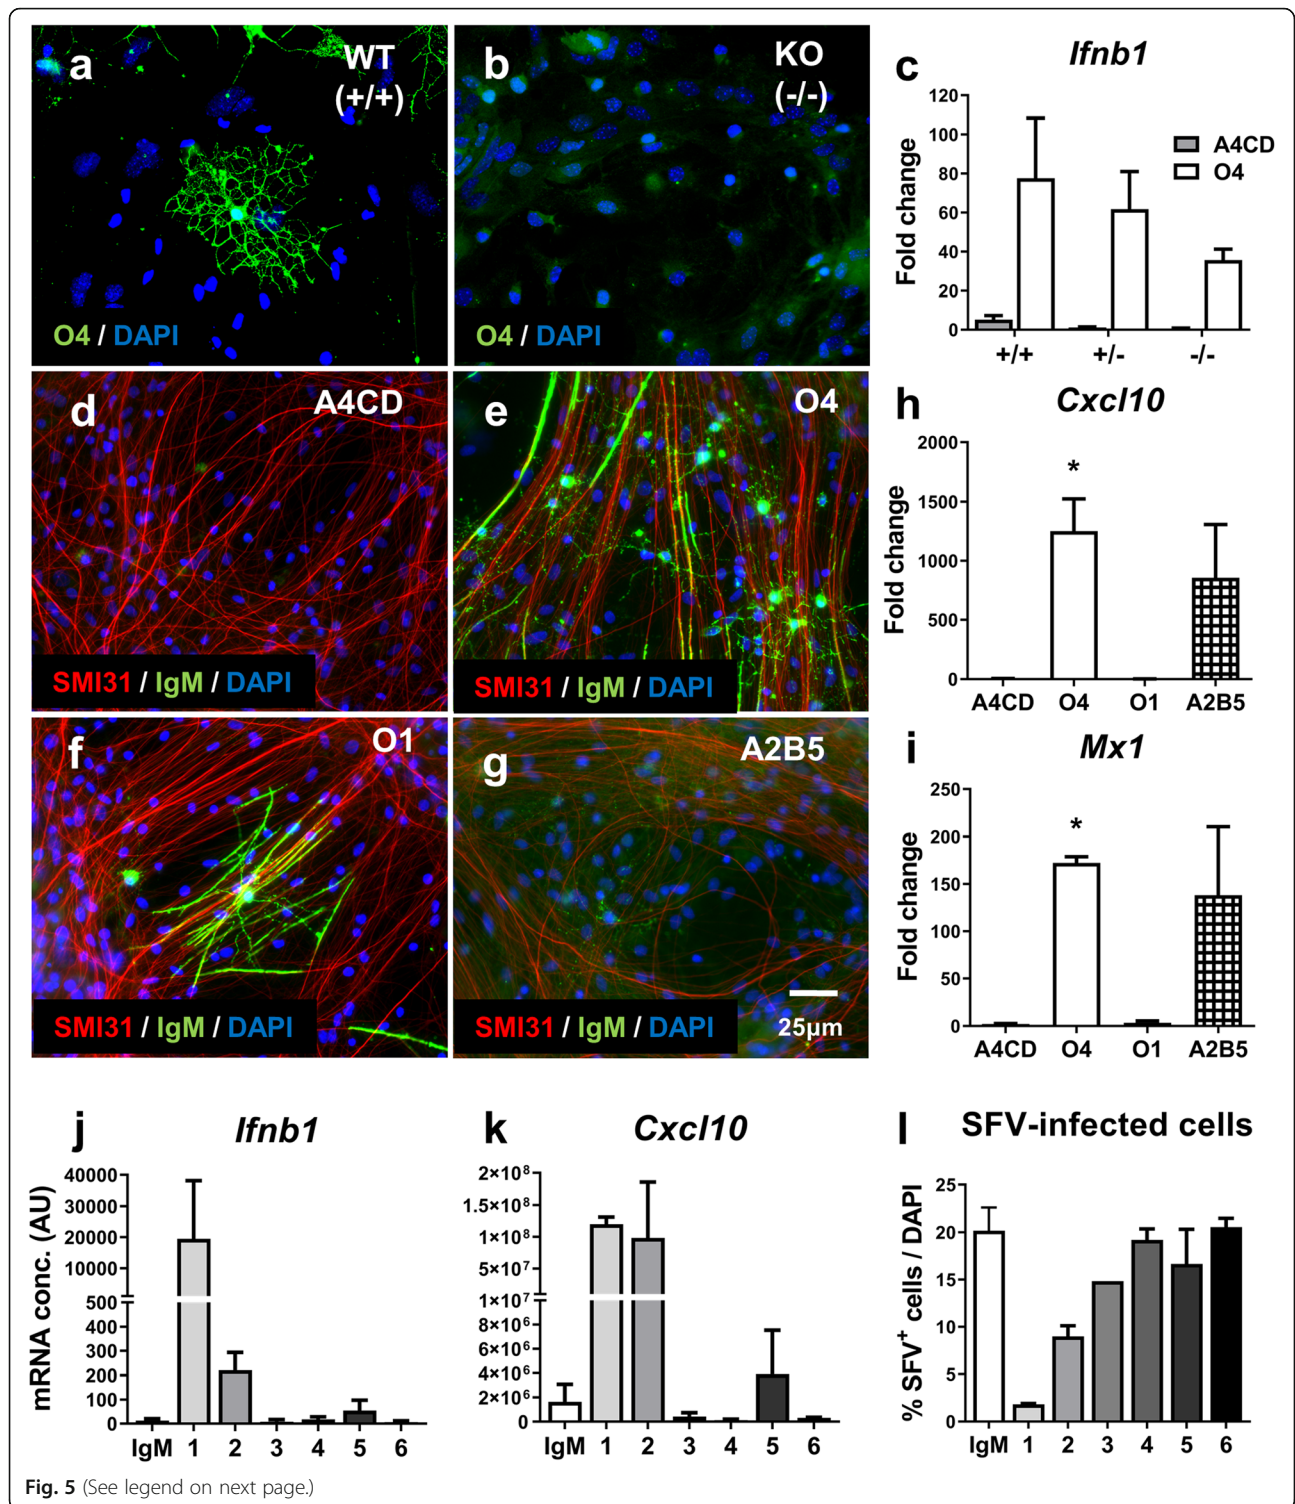 a
WT
(+/+)
O4 / DAPI
b
KO
(-/-)
O4 / DAPI
c
Ifnb1
Fold change
120
100
80
60
40
20
0
A4CD
O4
+/+ +/- -/-
d
A4CD
SMI31 / IgM / DAPI
e
O4
SMI31 / IgM / DAPI
h
Cxcl10
Fold change
2000
1500
1000
500
0
*
A4CD O4 O1 A2B5
f
O1
SMI31 / IgM / DAPI
g
A2B5
SMI31 / IgM / DAPI
25µm
i
Mx1
Fold change
250
200
150
100
50
0
*
A4CD O4 O1 A2B5
j
Ifnb1
mRNA conc. (AU)
40000
30000
20000
10000
500
400
300
200
100
0
IgM 1 2 3 4 5 6
k
Cxcl10
2×10⁸
1.5×10⁸
1×10⁸
5×10⁷
1×10⁷
8×10⁶
6×10⁶
4×10⁶
2×10⁶
0
IgM 1 2 3 4 5 6
l
SFV-infected cells
% SFV⁺ cells / DAPI
25
20
15
10
5
0
IgM 1 2 3 4 5 6
Fig. 5 (See legend on next page.)